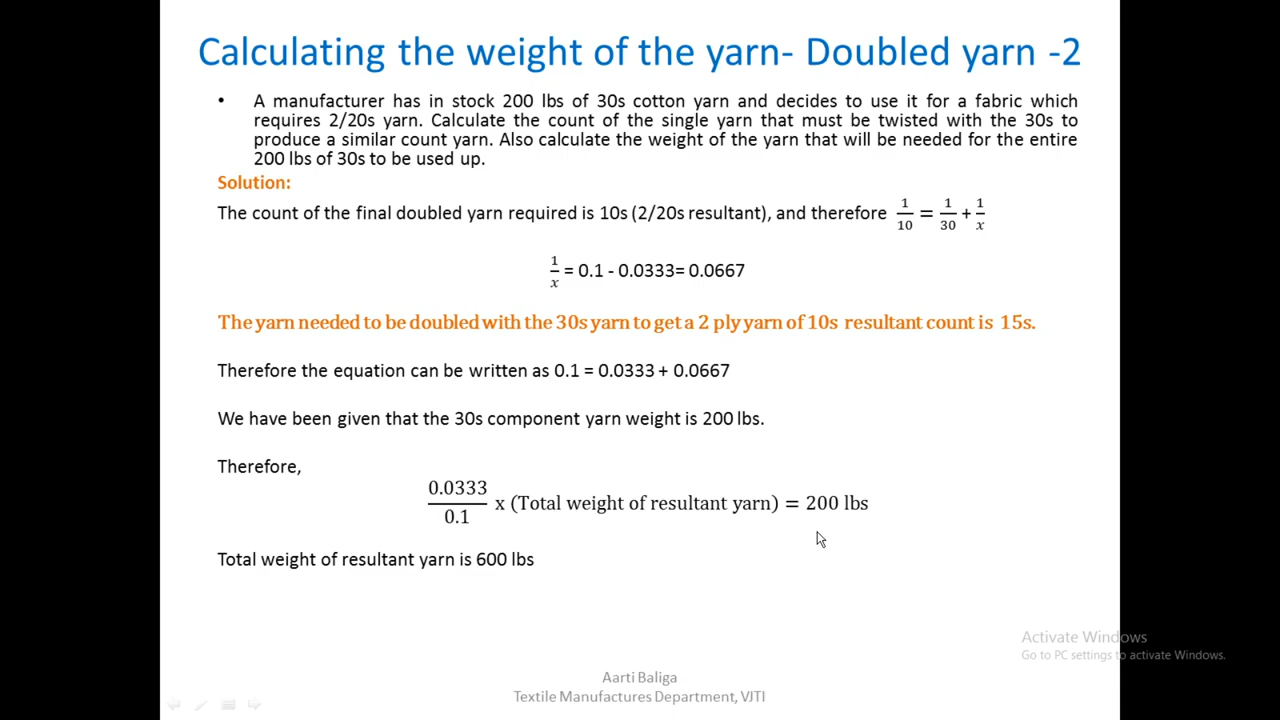 Calculating the weight of the yarn- Doubled yarn -2
• A manufacturer has in stock 200 lbs of 30s cotton yarn and decides to use it for a fabric which
requires 2/20s yarn. Calculate the count of the single yarn that must be twisted with the 30s to
produce a similar count yarn. Also calculate the weight of the yarn that will be needed for the entire
200 lbs of 30s to be used up.
Solution:
The count of the final doubled yarn required is 10s (2/20s resultant), and therefore 1/10 = 1/30 + 1/x
1/x = 0.1 - 0.0333= 0.0667
The yarn needed to be doubled with the 30s yarn to get a 2 ply yarn of 10s resultant count is 15s.
Therefore the equation can be written as 0.1 = 0.0333 + 0.0667
We have been given that the 30s component yarn weight is 200 lbs.
Therefore,
0.0333/0.1 x (Total weight of resultant yarn) = 200 lbs
Total weight of resultant yarn is 600 lbs
Activate Windows
Go to PC settings to activate Windows.
Aarti Baliga
Textile Manufactures Department, VJTI